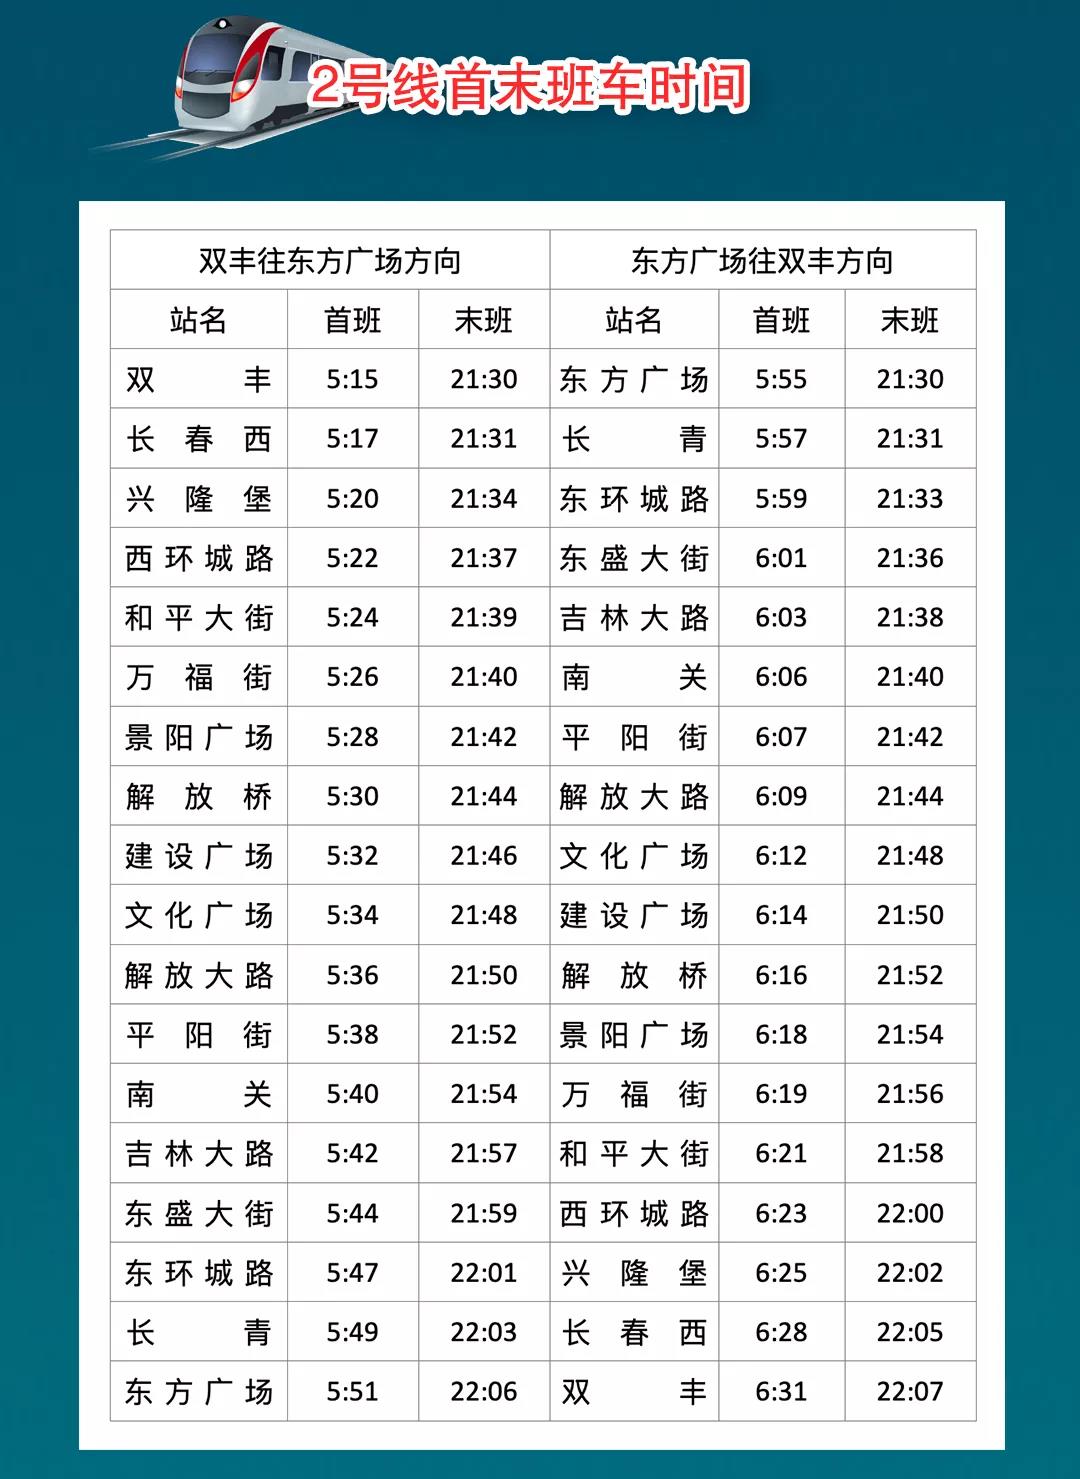 2号线首末班车时间
双丰往东方广场方向 东方广场往双丰方向
站名 首班 末班 站名 首班 末班
双丰 5:15 21:30 东方广场 5:55 21:30
长春西 5:17 21:31 长青 5:57 21:31
兴隆堡 5:20 21:34 东环城路 5:59 21:33
西环城路 5:22 21:37 东盛大街 6:01 21:36
和平大街 5:24 21:39 吉林大路 6:03 21:38
万福街 5:26 21:40 南关 6:06 21:40
景阳广场 5:28 21:42 平阳街 6:07 21:42
解放桥 5:30 21:44 解放大路 6:09 21:44
建设广场 5:32 21:46 文化广场 6:12 21:48
文化广场 5:34 21:48 建设广场 6:14 21:50
解放大路 5:36 21:50 解放桥 6:16 21:52
平阳街 5:38 21:52 景阳广场 6:18 21:54
南关 5:40 21:54 万福街 6:19 21:56
吉林大路 5:42 21:57 和平大街 6:21 21:58
东盛大街 5:44 21:59 西环城路 6:23 22:00
东环城路 5:47 22:01 兴隆堡 6:25 22:02
长青 5:49 22:03 长春西 6:28 22:05
东方广场 5:51 22:06 双丰 6:31 22:07